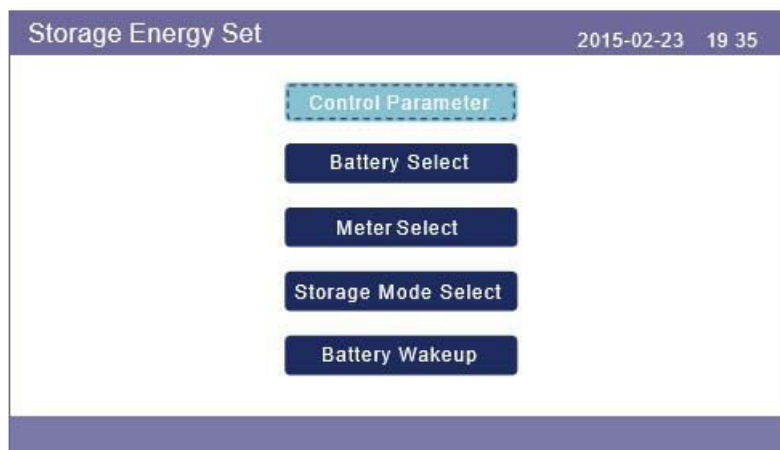 Storage Energy Set
2015-02-23 19 35
Control Parameter
Battery Select
Meter Select
Storage Mode Select
Battery Wakeup